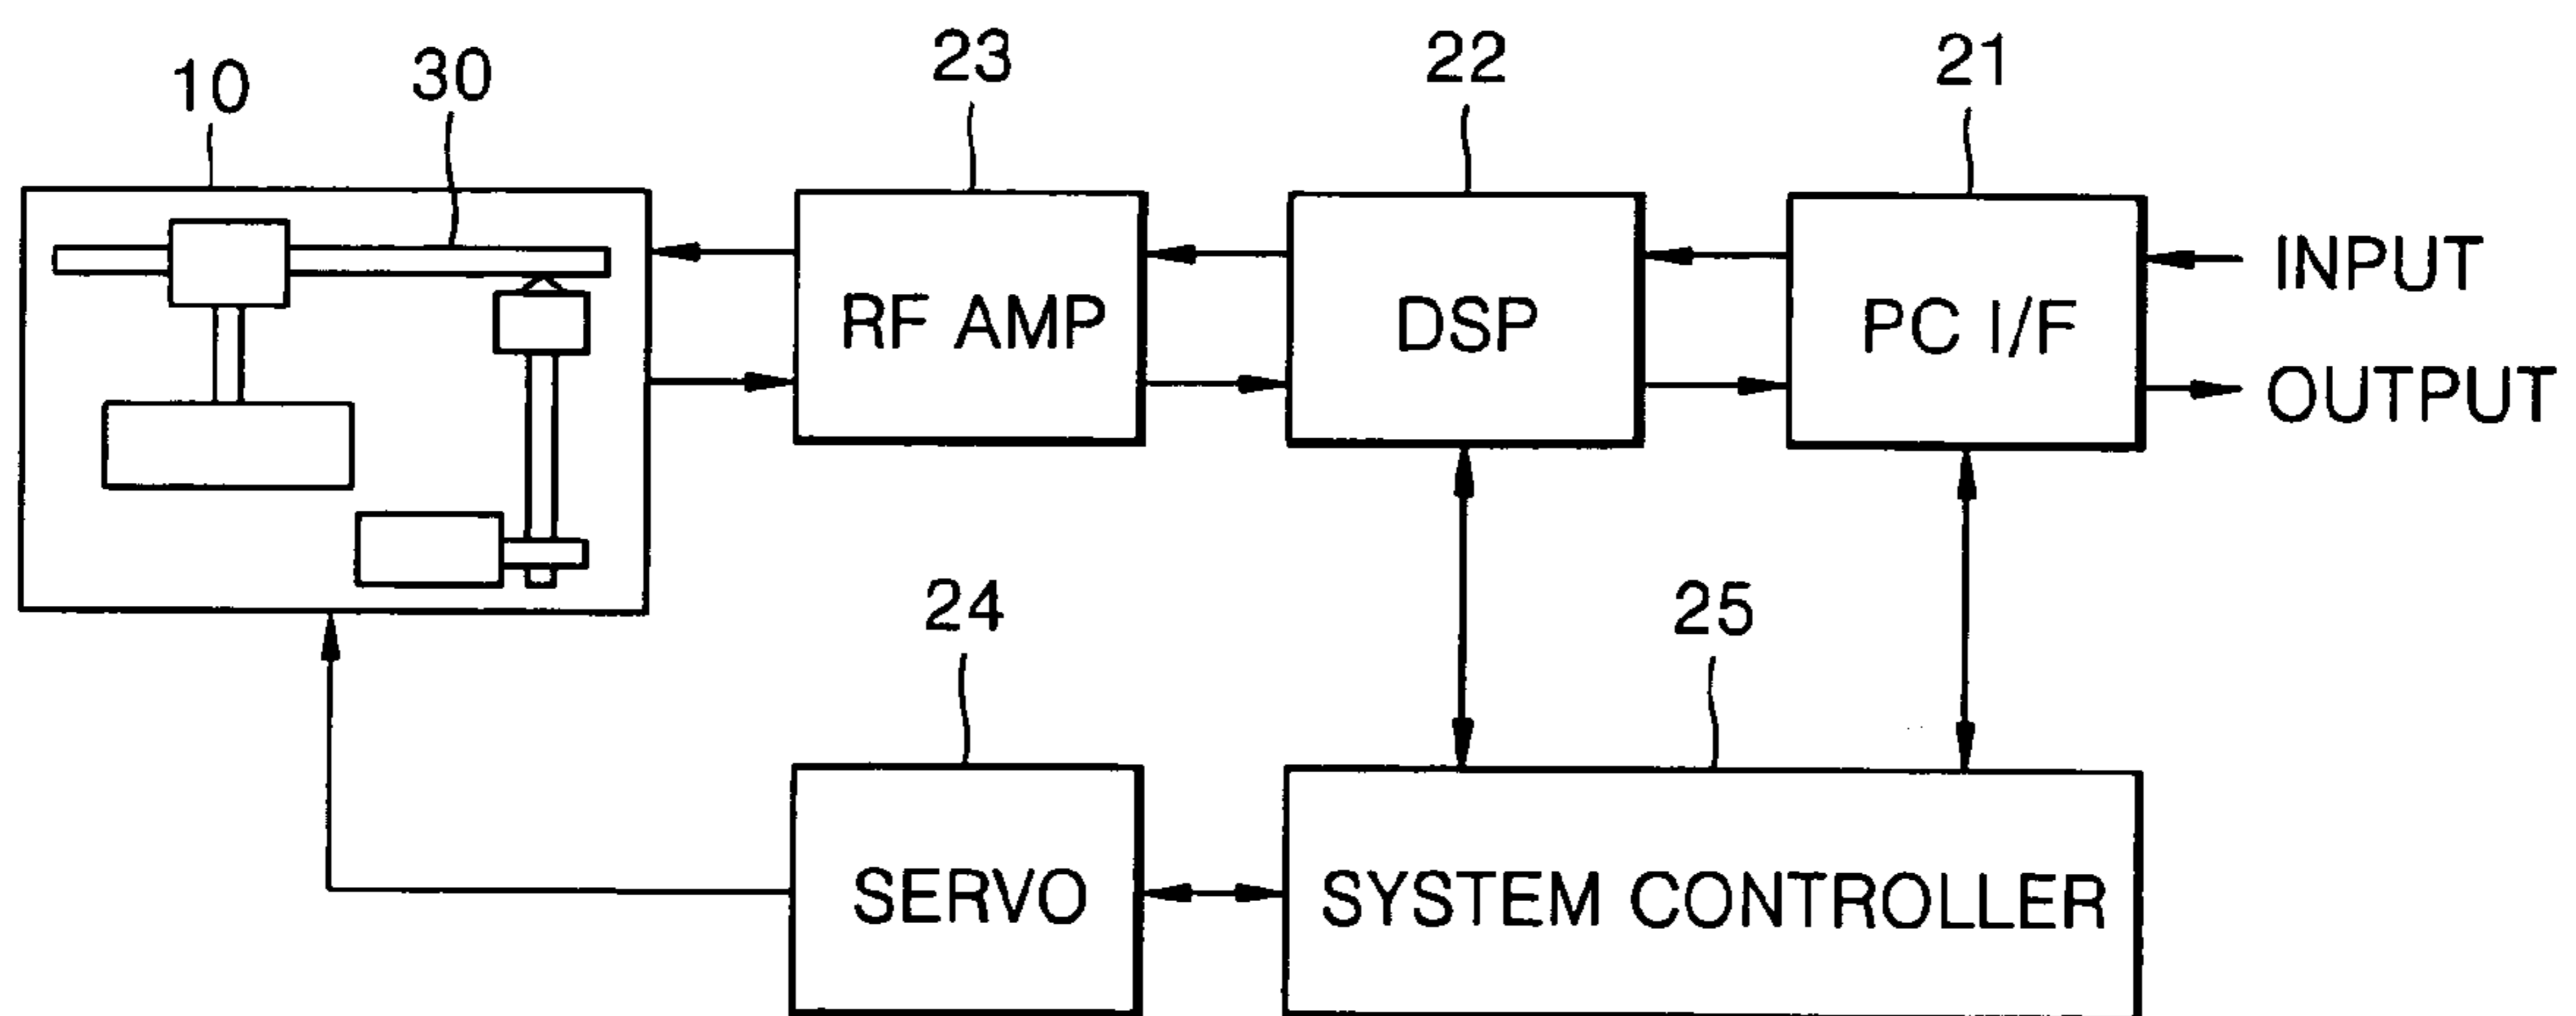 10
30
23
22
21
RF AMP
DSP
PC I/F
INPUT
OUTPUT
24
25
SERVO
SYSTEM CONTROLLER